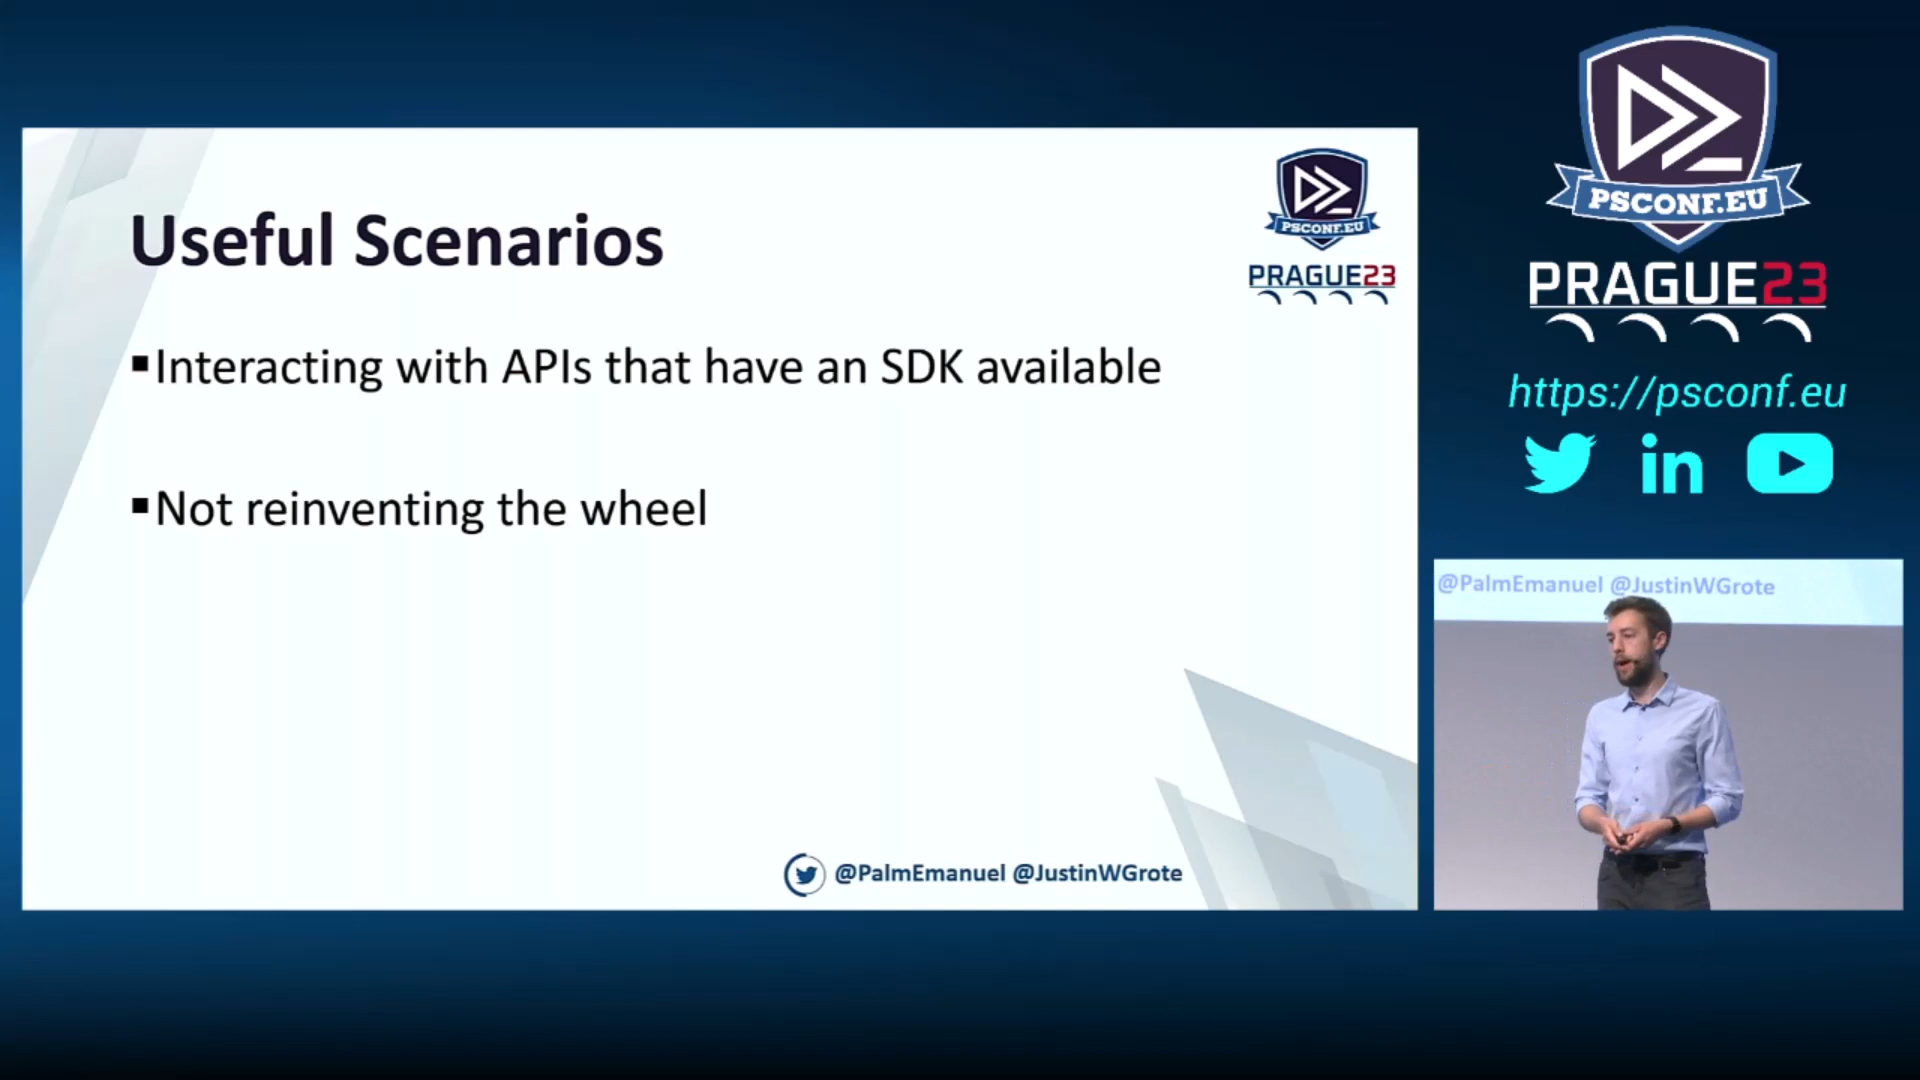 Useful Scenarios
PSCONF.EU
PRAGUE23
▪Interacting with APIs that have an SDK available
▪Not reinventing the wheel
@PalmEmanuel @JustinWGrote
PSCONF.EU
PRAGUE23
https://psconf.eu
in
@PalmEmanuel @JustinWGrote